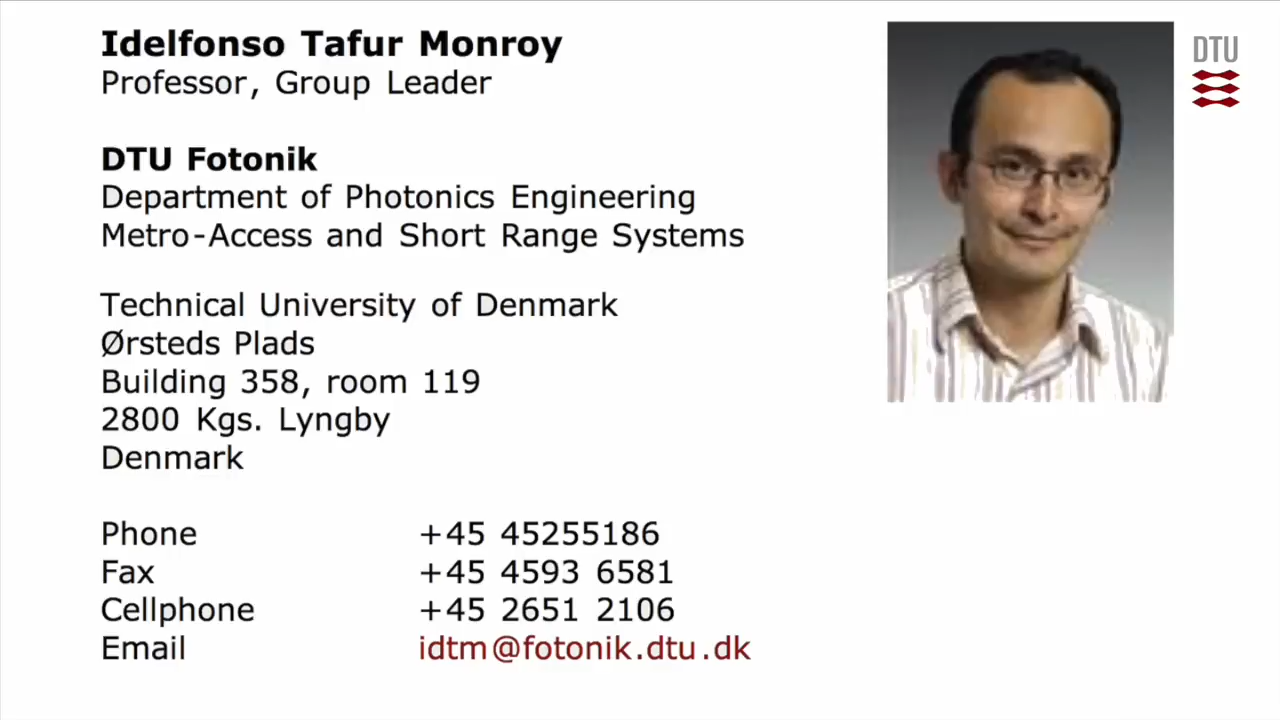 Idelfonso Tafur Monroy
Professor, Group Leader
DTU
DTU Fotonik
Department of Photonics Engineering
Metro-Access and Short Range Systems
Technical University of Denmark
Ørsteds Plads
Building 358, room 119
2800 Kgs. Lyngby
Denmark
Phone +45 45255186
Fax +45 4593 6581
Cellphone +45 2651 2106
Email idtm@fotonik.dtu.dk